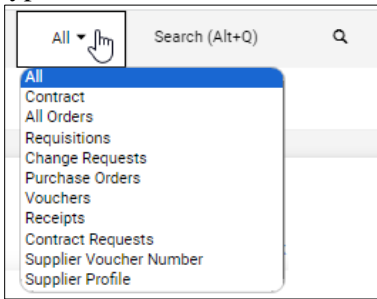 All
Search (Alt+Q)
All
Contract
All Orders
Requisitions
Change Requests
Purchase Orders
Vouchers
Receipts
Contract Requests
Supplier Voucher Number
Supplier Profile